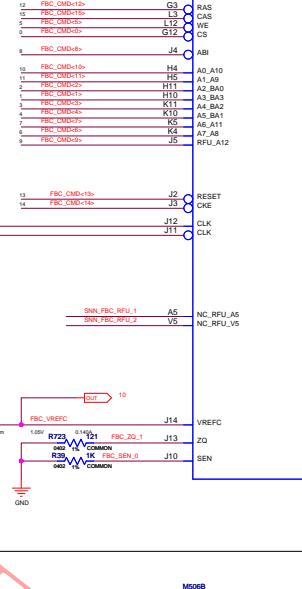 12 FBC_CMD<12> G3 RAS
15 FBC_CMD<15> L3 CAS
5 FBC_CMD<5> L12 WE
0 FBC_CMD<0> G12 CS
8 FBC_CMD<8> J4 ABI
10 FBC_CMD<10> H4 A0_A10
11 FBC_CMD<11> H5 A1_A9
2 FBC_CMD<2> H11 A2_BA0
1 FBC_CMD<1> H10 A3_BA3
3 FBC_CMD<3> K11 A4_BA2
4 FBC_CMD<4> K10 A5_BA1
7 FBC_CMD<7> K5 A6_A11
6 FBC_CMD<6> K4 A7_A8
9 FBC_CMD<9> J5 RFU_A12
13 FBC_CMD<13> J2 RESET
14 FBC_CMD<14> J3 CKE
J12 CLK
J11 CLK
SNN_FBC_RFU_1 A5 NC_RFU_A5
SNN_FBC_RFU_2 V5 NC_RFU_V5
OUT 10
FBC_VREFC J14 VREFC
m 1.05V 0.140A
R723 121 FBC_ZQ_1 J13 ZQ
0402 1% COMMON
R39 1K FBC_SEN_0 J10 SEN
0402 1% COMMON
GND
M506B